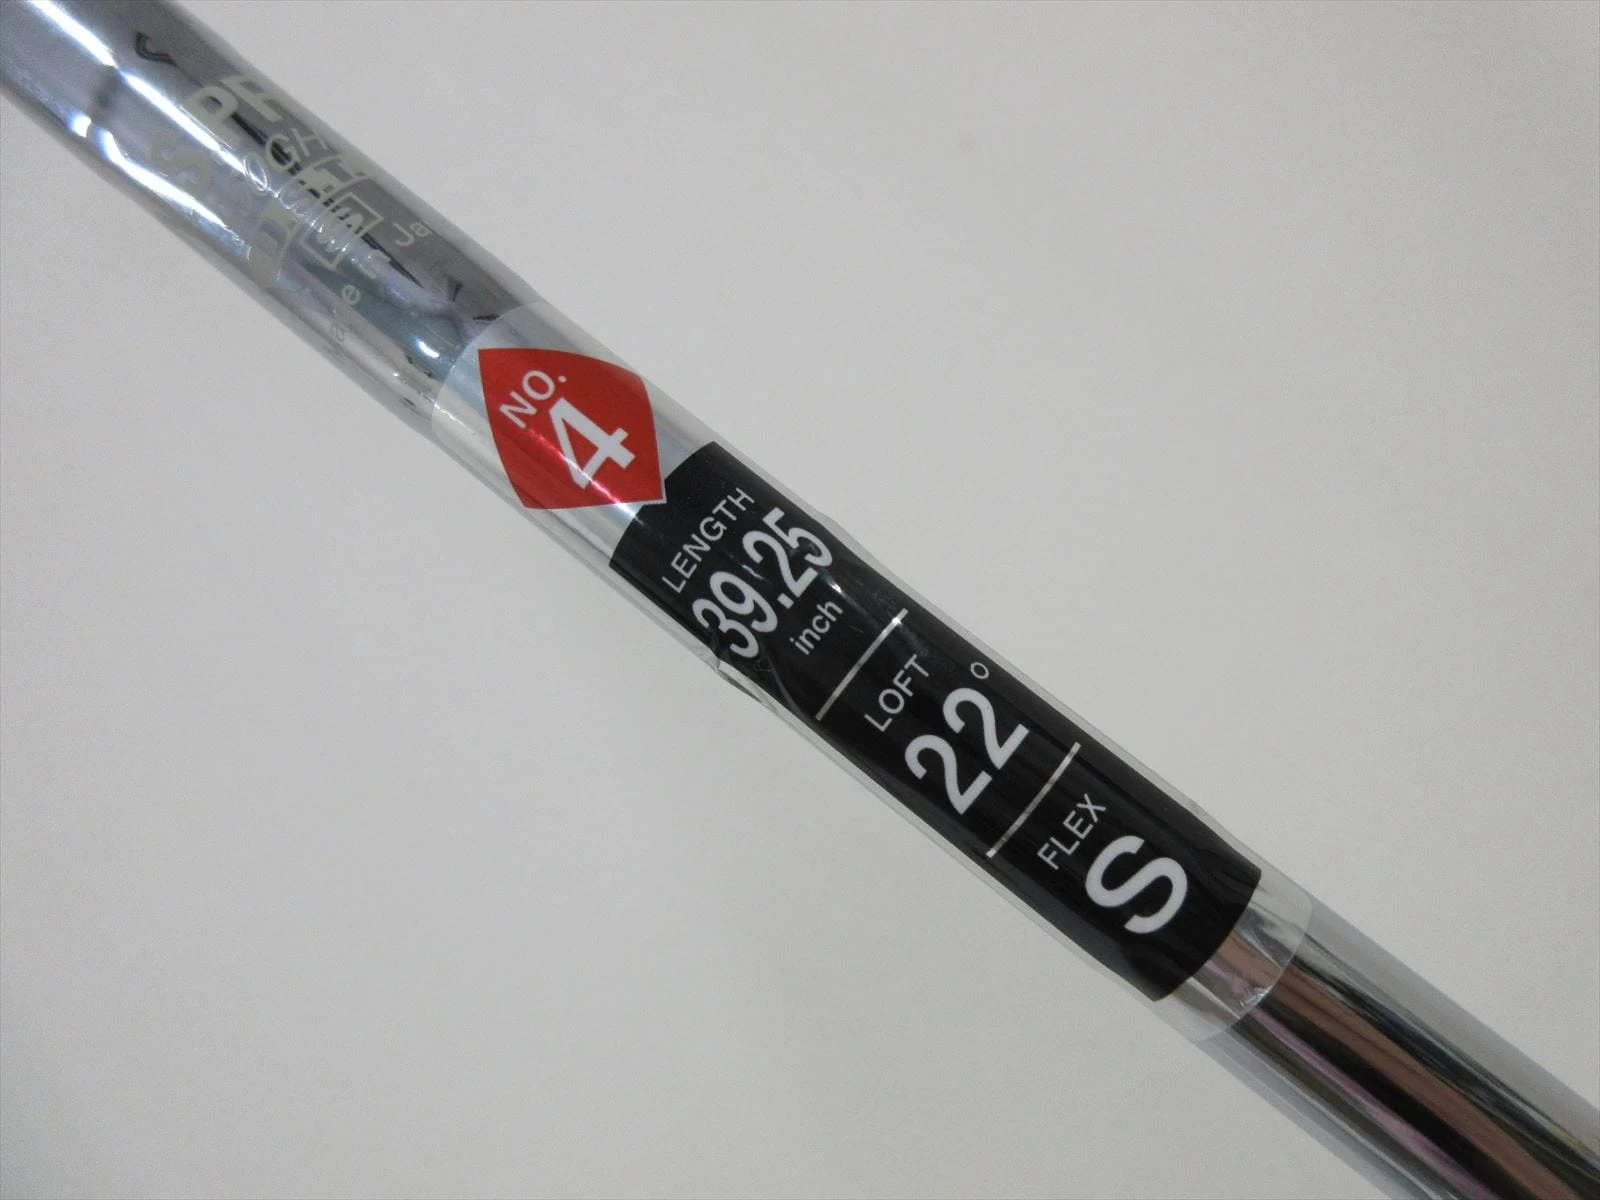 NO.
4
LENGTH
39.25
inch
LOFT
22°
FLEX
S